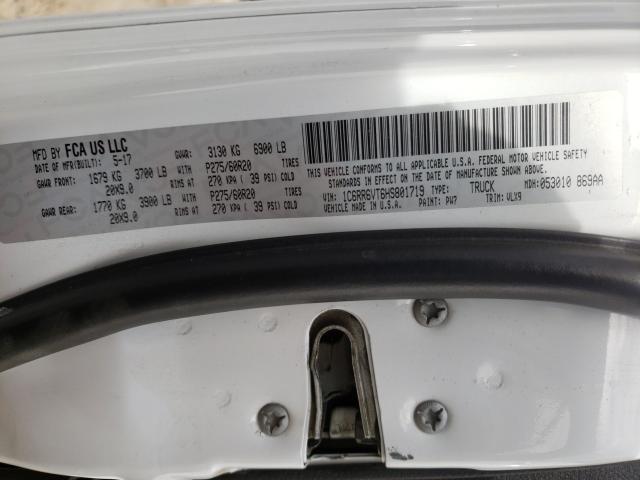 MFD BY FCA US LLC
DATE OF MFR(BUILT): 5-17 GVWR: 3130 KG 6900 LB
GAWR FRONT: 1679 KG 3700 LB WITH P275/60R20 TIRES
20X9.0 RIMS AT 270 KPA ( 39 PSI) COLD
GAWR REAR: 1770 KG 3900 LB WITH P275/60R20 TIRES
20X9.0 RIMS AT 270 KPA ( 39 PSI) COLD
THIS VEHICLE CONFORMS TO ALL APPLICABLE U.S.A. FEDERAL MOTOR VEHICLE SAFETY
STANDARDS IN EFFECT ON THE DATE OF MANUFACTURE SHOWN ABOVE.
VIN: 1C6RR6VT6HS801719 TYPE: TRUCK MDH: 053010 869AA
VEHICLE MADE IN U.S.A. PAINT: PW7 TRIM: VLX9